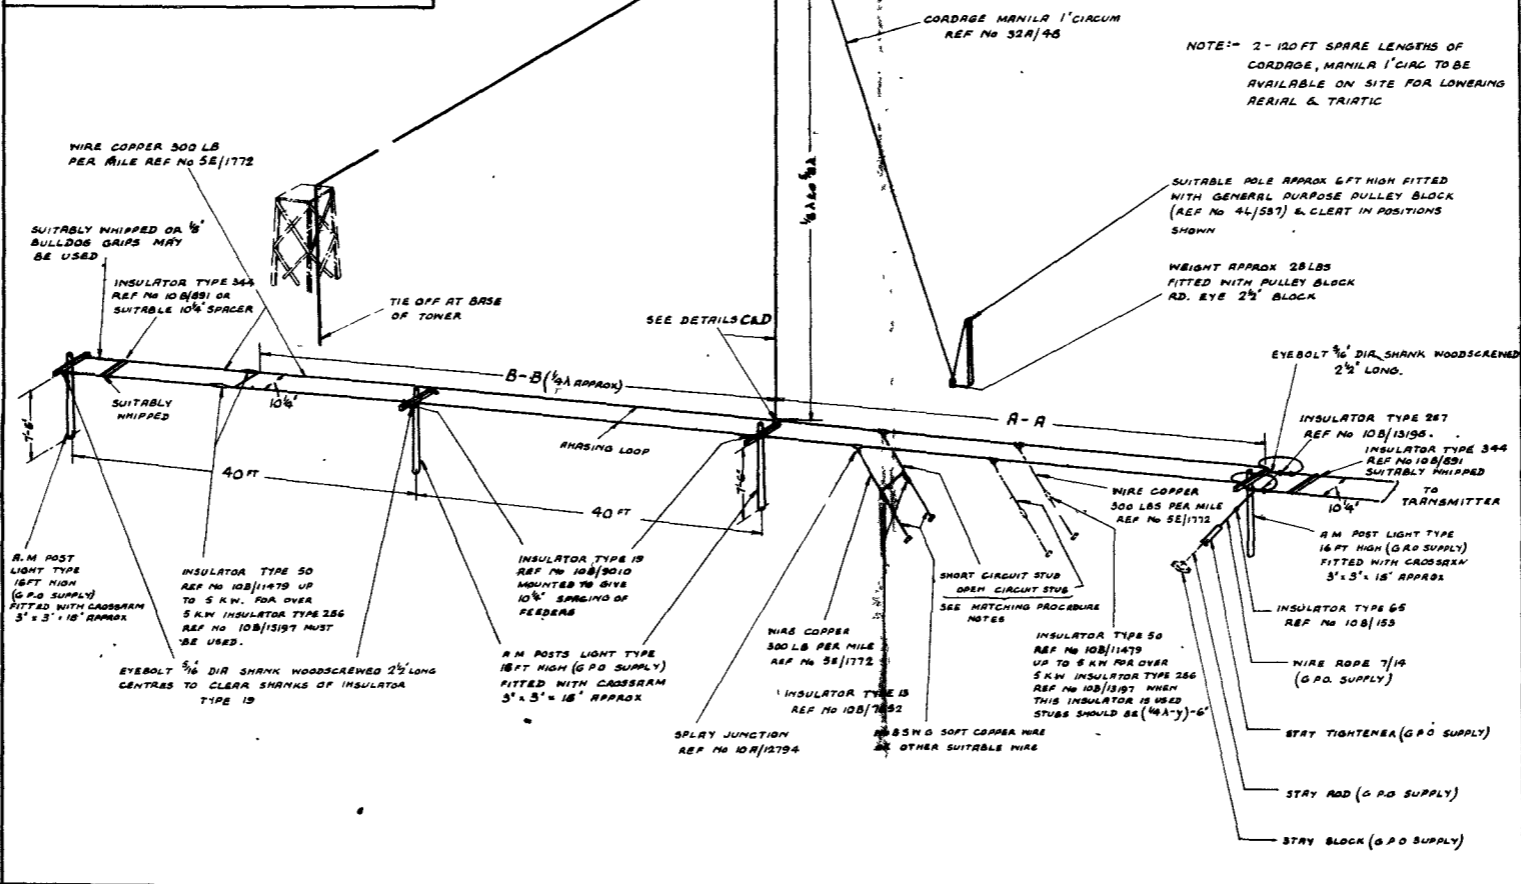 CORDAGE MANILA 1" CIRCUM
REF No 32A/48
NOTE:- 2-120 FT SPARE LENGTHS OF
CORDAGE, MANILA 1" CIRC TO BE
AVAILABLE ON SITE FOR LOWERING
AERIAL & TRIATIC
WIRE COPPER 300 LB
PER MILE REF No 5E/1772
SUITABLY WHIPPED OR 1/8"
BULLDOG GRIPS MAY
BE USED
INSULATOR TYPE 344
REF No 10B/891 OR
SUITABLE 10¼" SPACER
TIE OFF AT BASE
OF TOWER
SEE DETAILS C&D
SUITABLE POLE APPROX 6FT HIGH FITTED
WITH GENERAL PURPOSE PULLEY BLOCK
(REF No 4L/587) & CLEAT IN POSITIONS
SHOWN
WEIGHT APPROX 28 LBS
FITTED WITH PULLEY BLOCK
RD. EYE 2½" BLOCK
EYEBOLT 5/16" DIA SHANK WOODSCREWED
2½" LONG.
B-B (¼λ APPROX)
A-A
SUITABLY
WHIPPED
10¼"
7'-6"
PHASING LOOP
INSULATOR TYPE 267
REF No 10B/13196.
INSULATOR TYPE 344
REF No 10B/891
SUITABLY WHIPPED
TO
TRANSMITTER
10¼"
40 FT
40 FT
7'-6"
WIRE COPPER
300 LBS PER MILE
REF No 5E/1772
A M POST LIGHT TYPE
16 FT HIGH (G.P.O SUPPLY)
FITTED WITH CROSSARM
3" x 3" x 18" APPROX
A.M POST
LIGHT TYPE
16FT HIGH
(G.P.O SUPPLY)
FITTED WITH CROSSARM
3" x 3" x 18" APPROX
INSULATOR TYPE 50
REF No 10B/11479 UP
TO 5 KW. FOR OVER
5 KW INSULATOR TYPE 266
REF No 10B/13197 MUST
BE USED.
INSULATOR TYPE 19
REF No 10B/9010
MOUNTED TO GIVE
10¼" SPACING OF
FEEDERS
SHORT CIRCUIT STUB
OPEN CIRCUIT STUB
SEE MATCHING PROCEDURE
NOTES
INSULATOR TYPE 65
REF No 10B/153
EYEBOLT 5/16" DIA SHANK WOODSCREWED 2½" LONG
CENTRES TO CLEAR SHANKS OF INSULATOR
TYPE 19
A M POSTS LIGHT TYPE
16FT HIGH (G P O SUPPLY)
FITTED WITH CROSSARM
3" x 3" x 18" APPROX
WIRE COPPER
300 LB PER MILE
REF No 5E/1772
INSULATOR TYPE 13
REF No
INSULATOR TYPE 50
REF No 10B/11479
UP TO 5 KW FOR OVER
5 KW INSULATOR TYPE 266
REF No 10B/13197 WHEN
THIS INSULATOR IS USED
STUBS SHOULD BE (¼λ-y)-6"
WIRE ROPE 7/14
(G.P.O. SUPPLY)
SPLAY JUNCTION
REF No 10A/12794
SWG SOFT COPPER WIRE
OR OTHER SUITABLE WIRE
STAY TIGHTENER (G P O SUPPLY)
STAY ROD (G P.O SUPPLY)
STAY BLOCK (G P O SUPPLY)